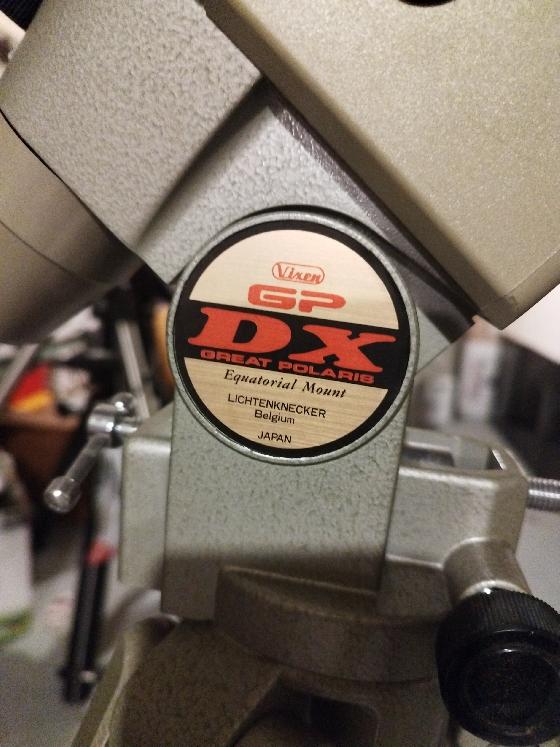 Vixen
GP
DX
GREAT POLARIS
Equatorial Mount
LICHTENKNECKER
Belgium
JAPAN